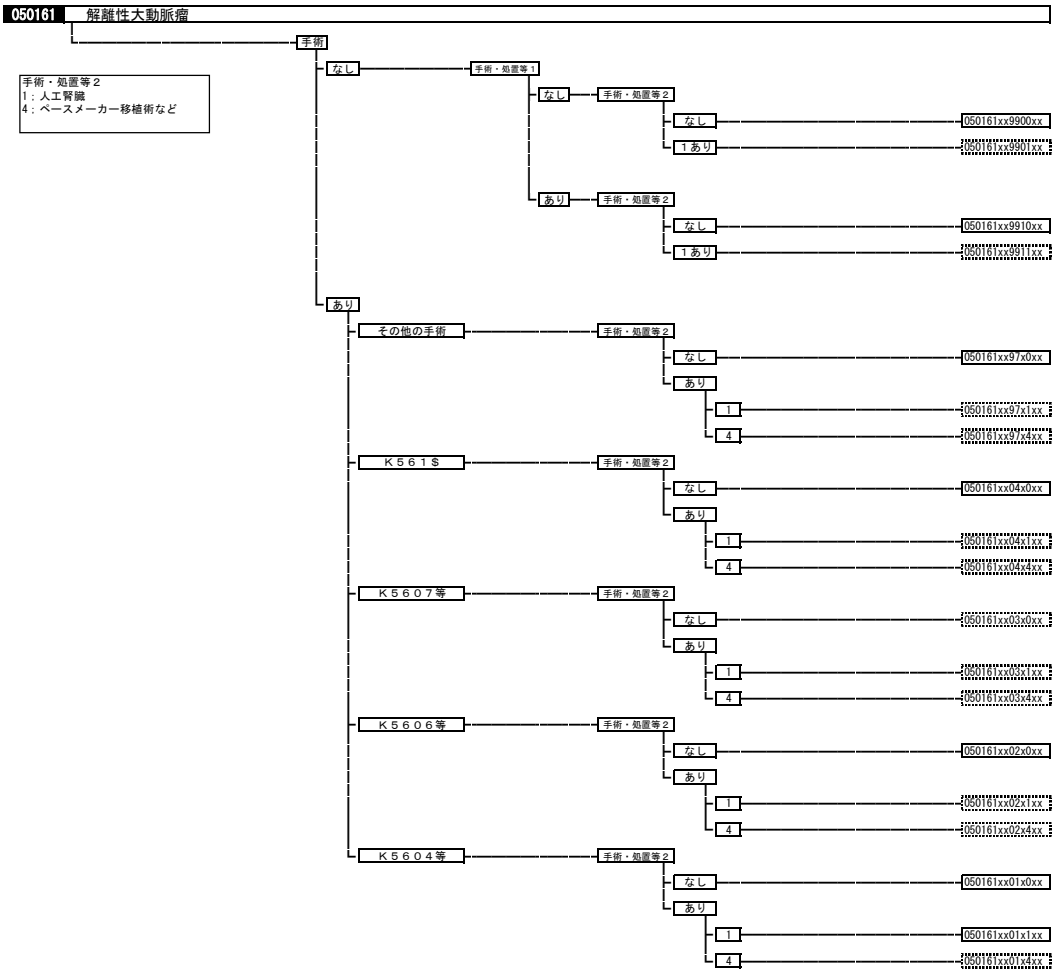 050161 解離性大動脈瘤
手術
手術・処置等２
1；人工腎臓
4；ペースメーカー移植術など
なし 手術・処置等１
なし 手術・処置等２
なし 050161xx9900xx
１あり 050161xx9901xx
あり 手術・処置等２
なし 050161xx9910xx
１あり 050161xx9911xx
あり
その他の手術 手術・処置等２
なし 050161xx97x0xx
あり
1 050161xx97x1xx
4 050161xx97x4xx
Ｋ５６１＄ 手術・処置等２
なし 050161xx04x0xx
あり
1 050161xx04x1xx
4 050161xx04x4xx
Ｋ５６０７等 手術・処置等２
なし 050161xx03x0xx
あり
1 050161xx03x1xx
4 050161xx03x4xx
Ｋ５６０６等 手術・処置等２
なし 050161xx02x0xx
あり
1 050161xx02x1xx
4 050161xx02x4xx
Ｋ５６０４等 手術・処置等２
なし 050161xx01x0xx
あり
1 050161xx01x1xx
4 050161xx01x4xx